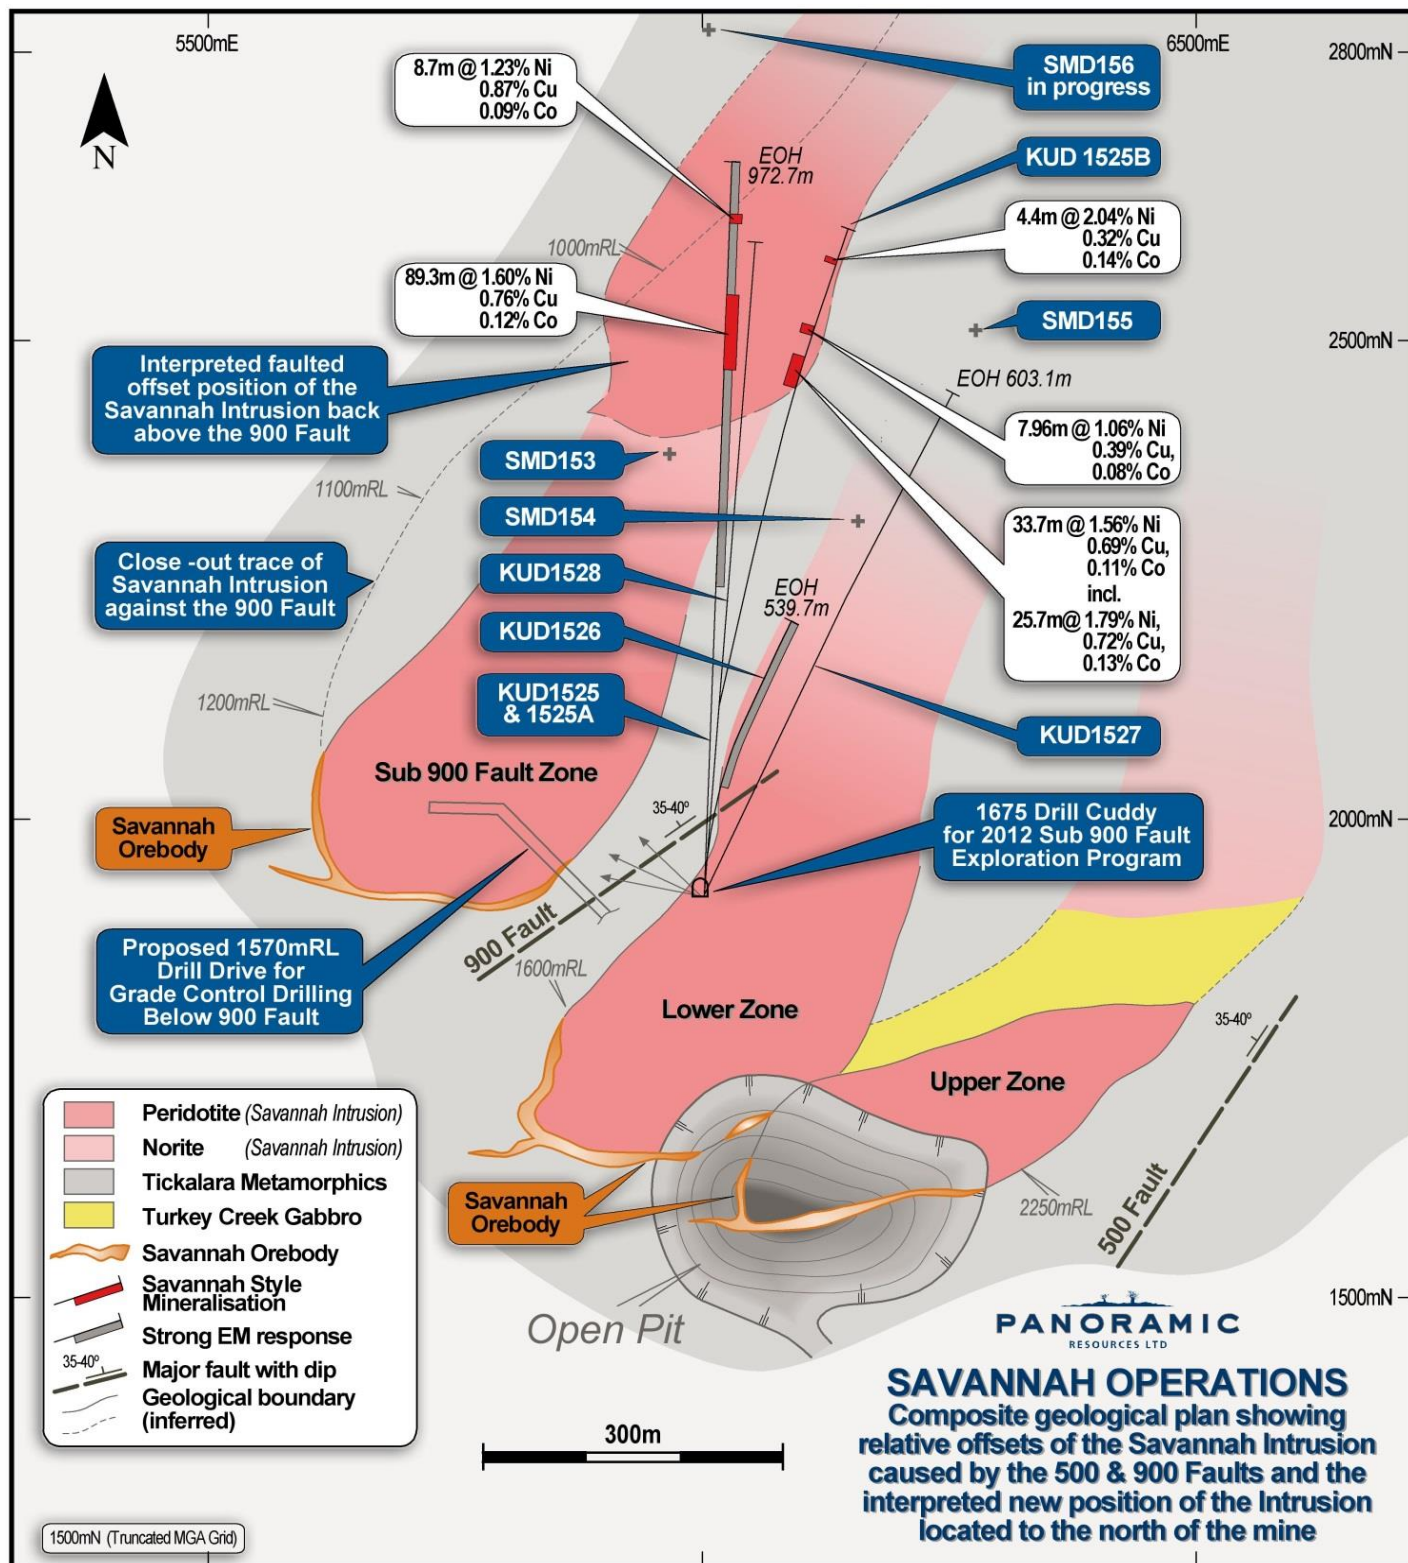 5500mE
6500mE
2800mN
N
8.7m @ 1.23% Ni
0.87% Cu
0.09% Co
SMD156
in progress
EOH
972.7m
KUD 1525B
4.4m @ 2.04% Ni
0.32% Cu
0.14% Co
1000mRL
89.3m @ 1.60% Ni
0.76% Cu
0.12% Co
SMD155
2500mN
Interpreted faulted
offset position of the
Savannah Intrusion back
above the 900 Fault
EOH 603.1m
7.96m @ 1.06% Ni
0.39% Cu,
0.08% Co
SMD153
1100mRL
SMD154
33.7m @ 1.56% Ni
0.69% Cu,
0.11% Co
incl.
25.7m@ 1.79% Ni,
0.72% Cu,
0.13% Co
Close -out trace of
Savannah Intrusion
against the 900 Fault
KUD1528
EOH
539.7m
KUD1526
1200mRL
KUD1525
& 1525A
KUD1527
Sub 900 Fault Zone
35-40º
Savannah
Orebody
1675 Drill Cuddy
for 2012 Sub 900 Fault
Exploration Program
2000mN
900 Fault
Proposed 1570mRL
Drill Drive for
Grade Control Drilling
Below 900 Fault
1600mRL
Lower Zone
35-40º
Upper Zone
Peridotite (Savannah Intrusion)
Norite (Savannah Intrusion)
Tickalara Metamorphics
Turkey Creek Gabbro
Savannah Orebody
Savannah Style
Mineralisation
Strong EM response
35-40º
Major fault with dip
Geological boundary
(inferred)
Savannah
Orebody
2250mRL
500 Fault
Open Pit
1500mN
PANORAMIC
RESOURCES LTD
SAVANNAH OPERATIONS
Composite geological plan showing
relative offsets of the Savannah Intrusion
caused by the 500 & 900 Faults and the
interpreted new position of the Intrusion
located to the north of the mine
300m
1500mN (Truncated MGA Grid)